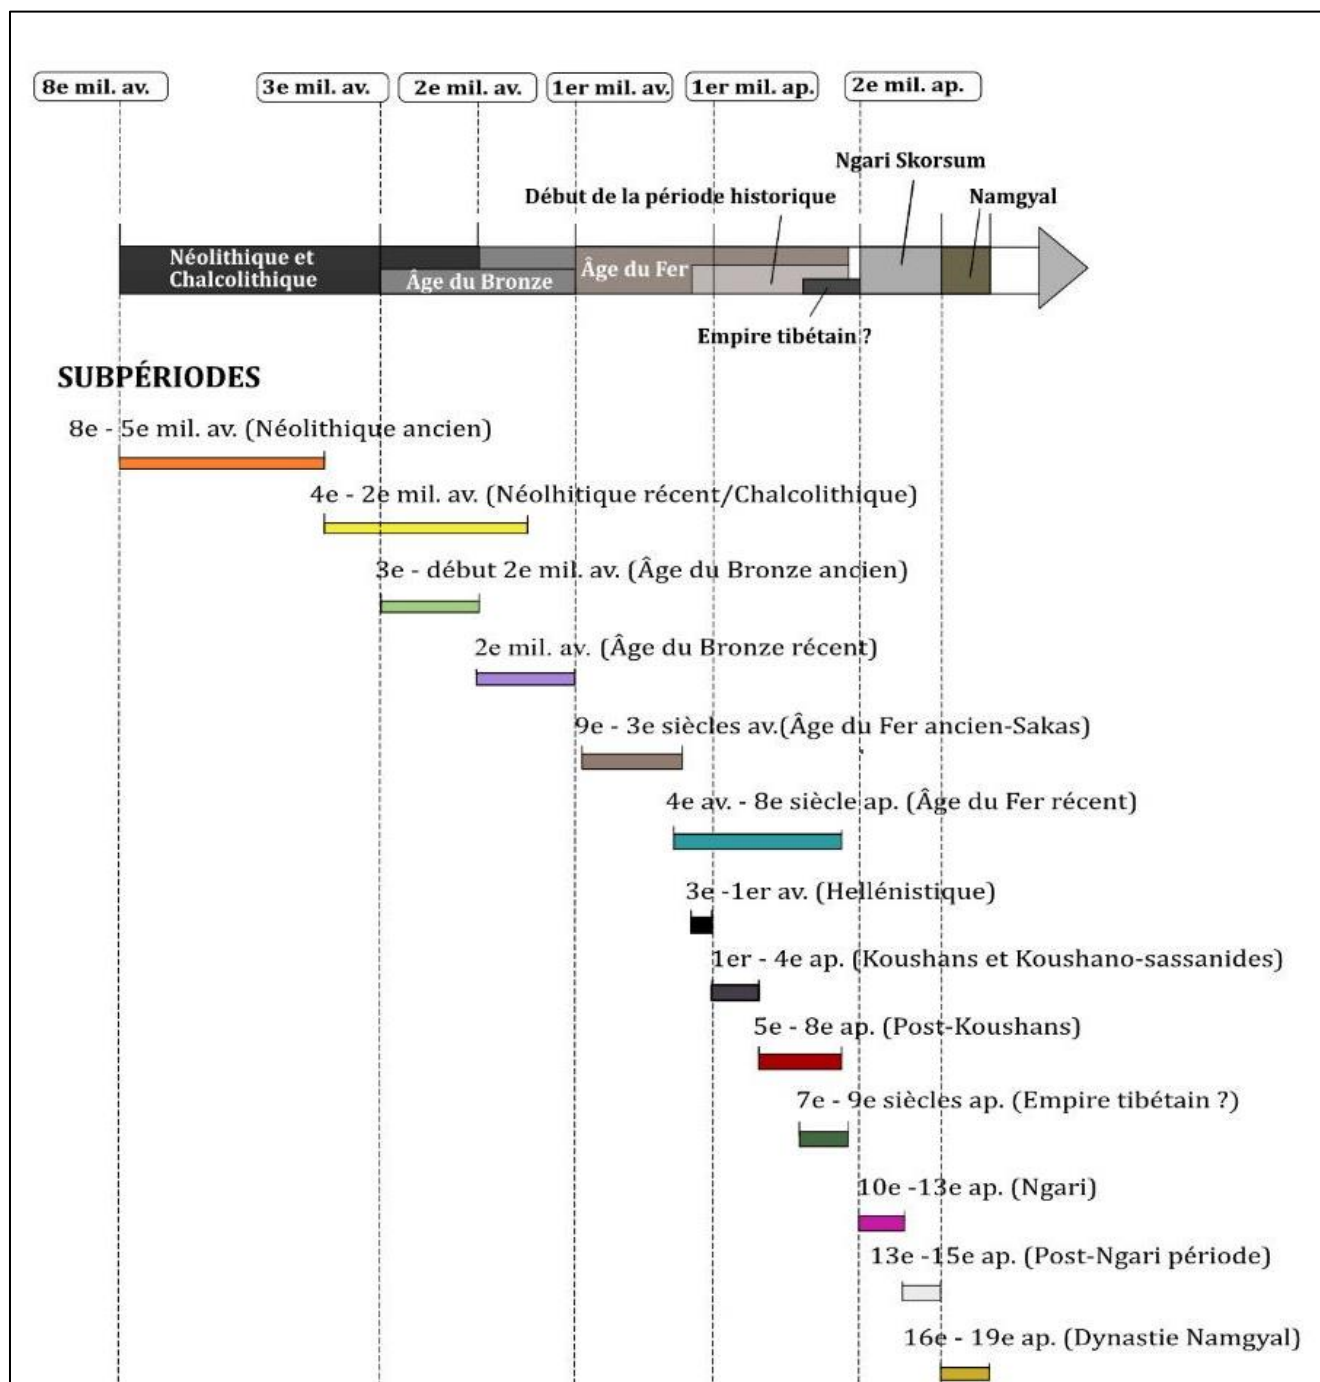 8e mil. av.
3e mil. av.
2e mil. av.
1er mil. av.
1er mil. ap.
2e mil. ap.
Ngari Skorsum
Début de la période historique
Namgyal
Néolithique et
Chalcolithique
Âge du Bronze
Âge du Fer
Empire tibétain ?
SUBPÉRIODES
8e - 5e mil. av. (Néolithique ancien)
4e - 2e mil. av. (Néolhitique récent/Chalcolithique)
3e - début 2e mil. av. (Âge du Bronze ancien)
2e mil. av. (Âge du Bronze récent)
9e - 3e siècles av.(Âge du Fer ancien-Sakas)
4e av. - 8e siècle ap. (Âge du Fer récent)
3e -1er av. (Hellénistique)
1er - 4e ap. (Koushans et Koushano-sassanides)
5e - 8e ap. (Post-Koushans)
7e - 9e siècles ap. (Empire tibétain ?)
10e -13e ap. (Ngari)
13e -15e ap. (Post-Ngari période)
16e - 19e ap. (Dynastie Namgyal)